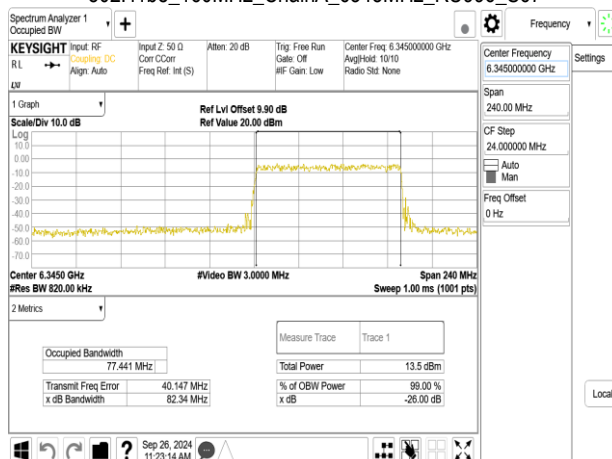 Spectrum Analyzer 1
Occupied BW
+
Frequency
KEYSIGHT
RL
Input: RF
Coupling: DC
Align: Auto
Input Z: 50 Ω
Corr CCorr
Freq Ref: Int (S)
Atten: 20 dB
Trig: Free Run
Gate: Off
#IF Gain: Low
Center Freq: 6.345000000 GHz
Avg|Hold: 10/10
Radio Std: None
LXI
Center Frequency
6.345000000 GHz
Settings
Span
240.00 MHz
CF Step
24.000000 MHz
Auto
Man
Freq Offset
0 Hz
Local
1 Graph
Scale/Div 10.0 dB
Ref Lvl Offset 9.90 dB
Ref Value 20.00 dBm
Log
10.0
0.00
-10.0
-20.0
-30.0
-40.0
-50.0
-60.0
-70.0
Center 6.3450 GHz
#Video BW 3.0000 MHz
Span 240 MHz
#Res BW 820.00 kHz
Sweep 1.00 ms (1001 pts)
2 Metrics
Measure Trace
Trace 1
Occupied Bandwidth
77.441 MHz
Total Power
13.5 dBm
Transmit Freq Error
40.147 MHz
% of OBW Power
99.00 %
x dB Bandwidth
82.34 MHz
x dB
-26.00 dB
?
Sep 26, 2024
11:23:14 AM